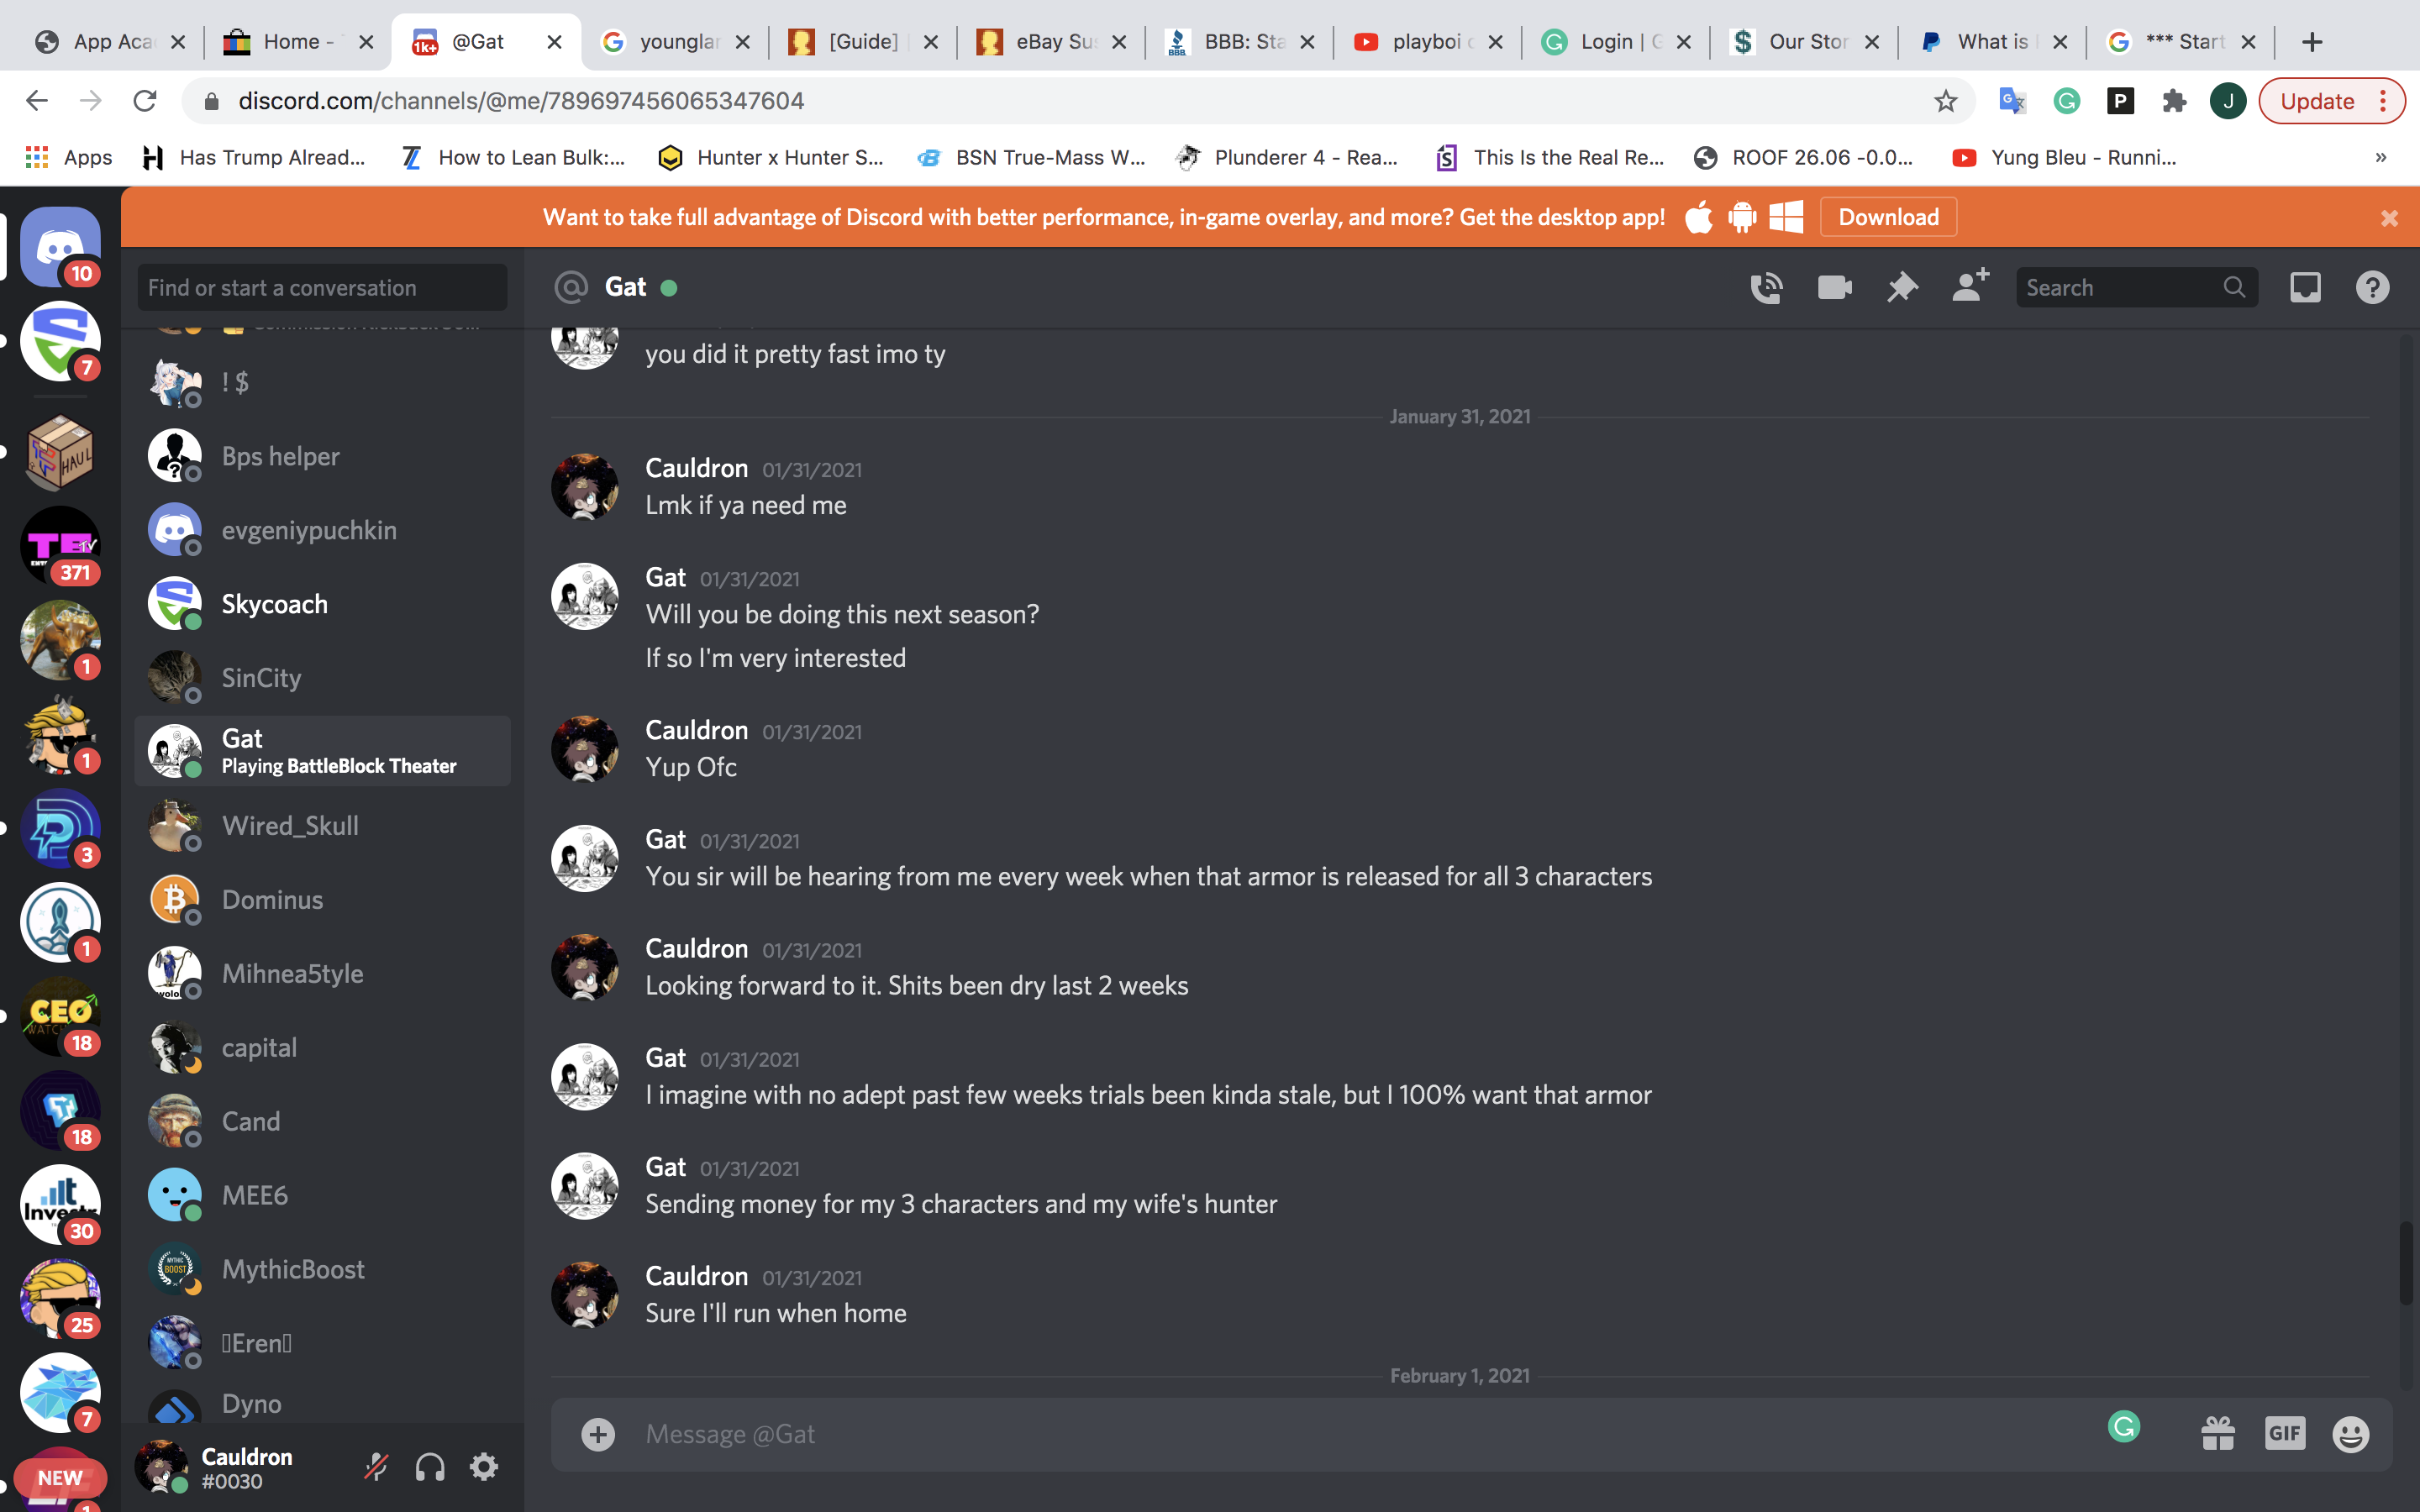 App Aca
Home -
1k+
@Gat
younglar
[Guide]
eBay Su
BBB: Sta
playboi
Login |
Our Stor
What is
*** Start
discord.com/channels/@me/789697456065347604
P
J
Update
Apps
Has Trump Alread...
How to Lean Bulk:...
Hunter x Hunter S...
BSN True-Mass W...
Plunderer 4 - Rea...
This Is the Real Re...
ROOF 26.06 -0.0...
Yung Bleu - Runni...
»
Want to take full advantage of Discord with better performance, in-game overlay, and more? Get the desktop app!
Download
10
7
HAUL
TE TV
371
1
1
3
1
CEO
WATCH
18
18
Investr
30
25
7
NEW
1
Find or start a conversation
! $
Bps helper
evgeniypuchkin
Skycoach
SinCity
Gat
Playing BattleBlock Theater
Wired_Skull
Dominus
Mihnea5tyle
capital
Cand
MEE6
MythicBoost
Eren
Dyno
Cauldron
#0030
@ Gat
Search
you did it pretty fast imo ty
January 31, 2021
Cauldron 01/31/2021
Lmk if ya need me
Gat 01/31/2021
Will you be doing this next season?
If so I'm very interested
Cauldron 01/31/2021
Yup Ofc
Gat 01/31/2021
You sir will be hearing from me every week when that armor is released for all 3 characters
Cauldron 01/31/2021
Looking forward to it. Shits been dry last 2 weeks
Gat 01/31/2021
I imagine with no adept past few weeks trials been kinda stale, but I 100% want that armor
Gat 01/31/2021
Sending money for my 3 characters and my wife's hunter
Cauldron 01/31/2021
Sure I'll run when home
February 1, 2021
Message @Gat
GIF